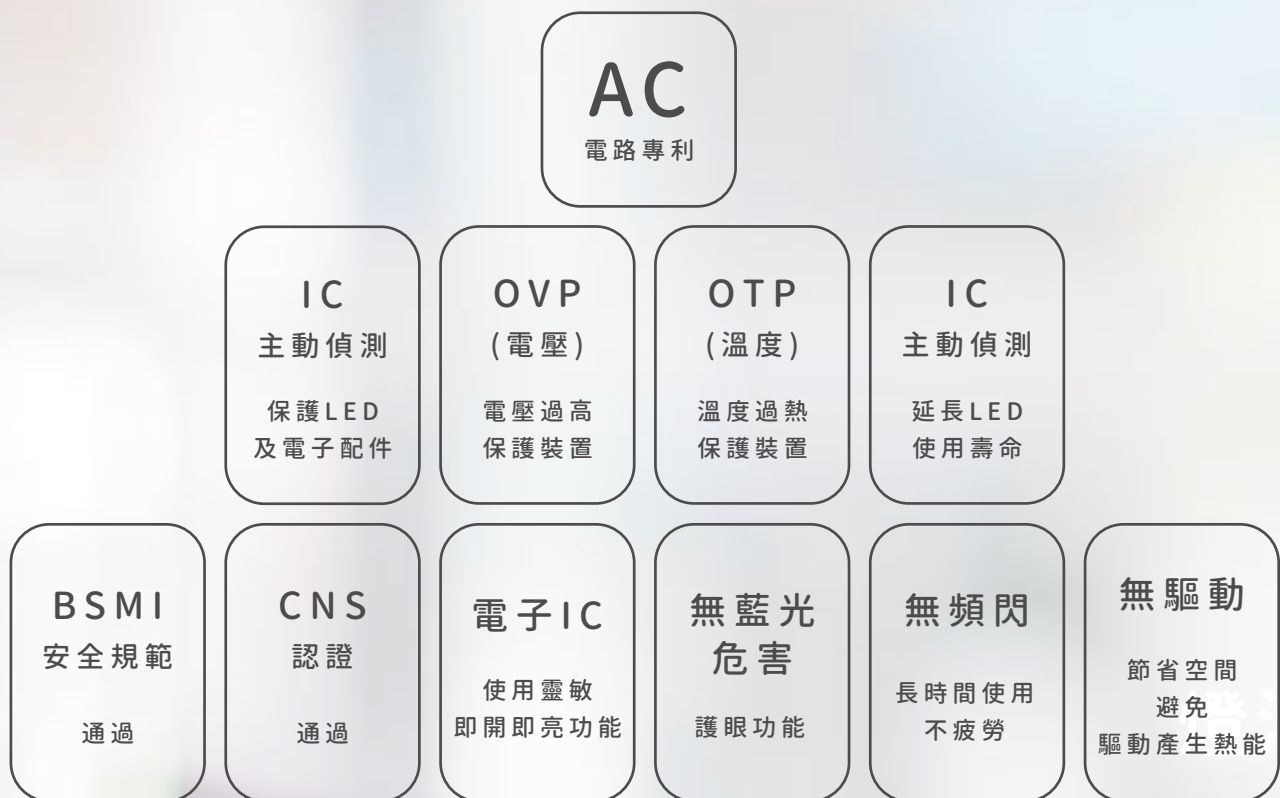 AC
電路專利
IC
主動偵測
保護LED
及電子配件
OVP
(電壓)
電壓過高
保護裝置
OTP
(溫度)
溫度過熱
保護裝置
IC
主動偵測
延長LED
使用壽命
BSMI
安全規範
通過
CNS
認證
通過
電子IC
使用靈敏
即開即亮功能
無藍光
危害
護眼功能
無頻閃
長時間使用
不疲勞
無驅動
節省空間
避免
驅動產生熱能